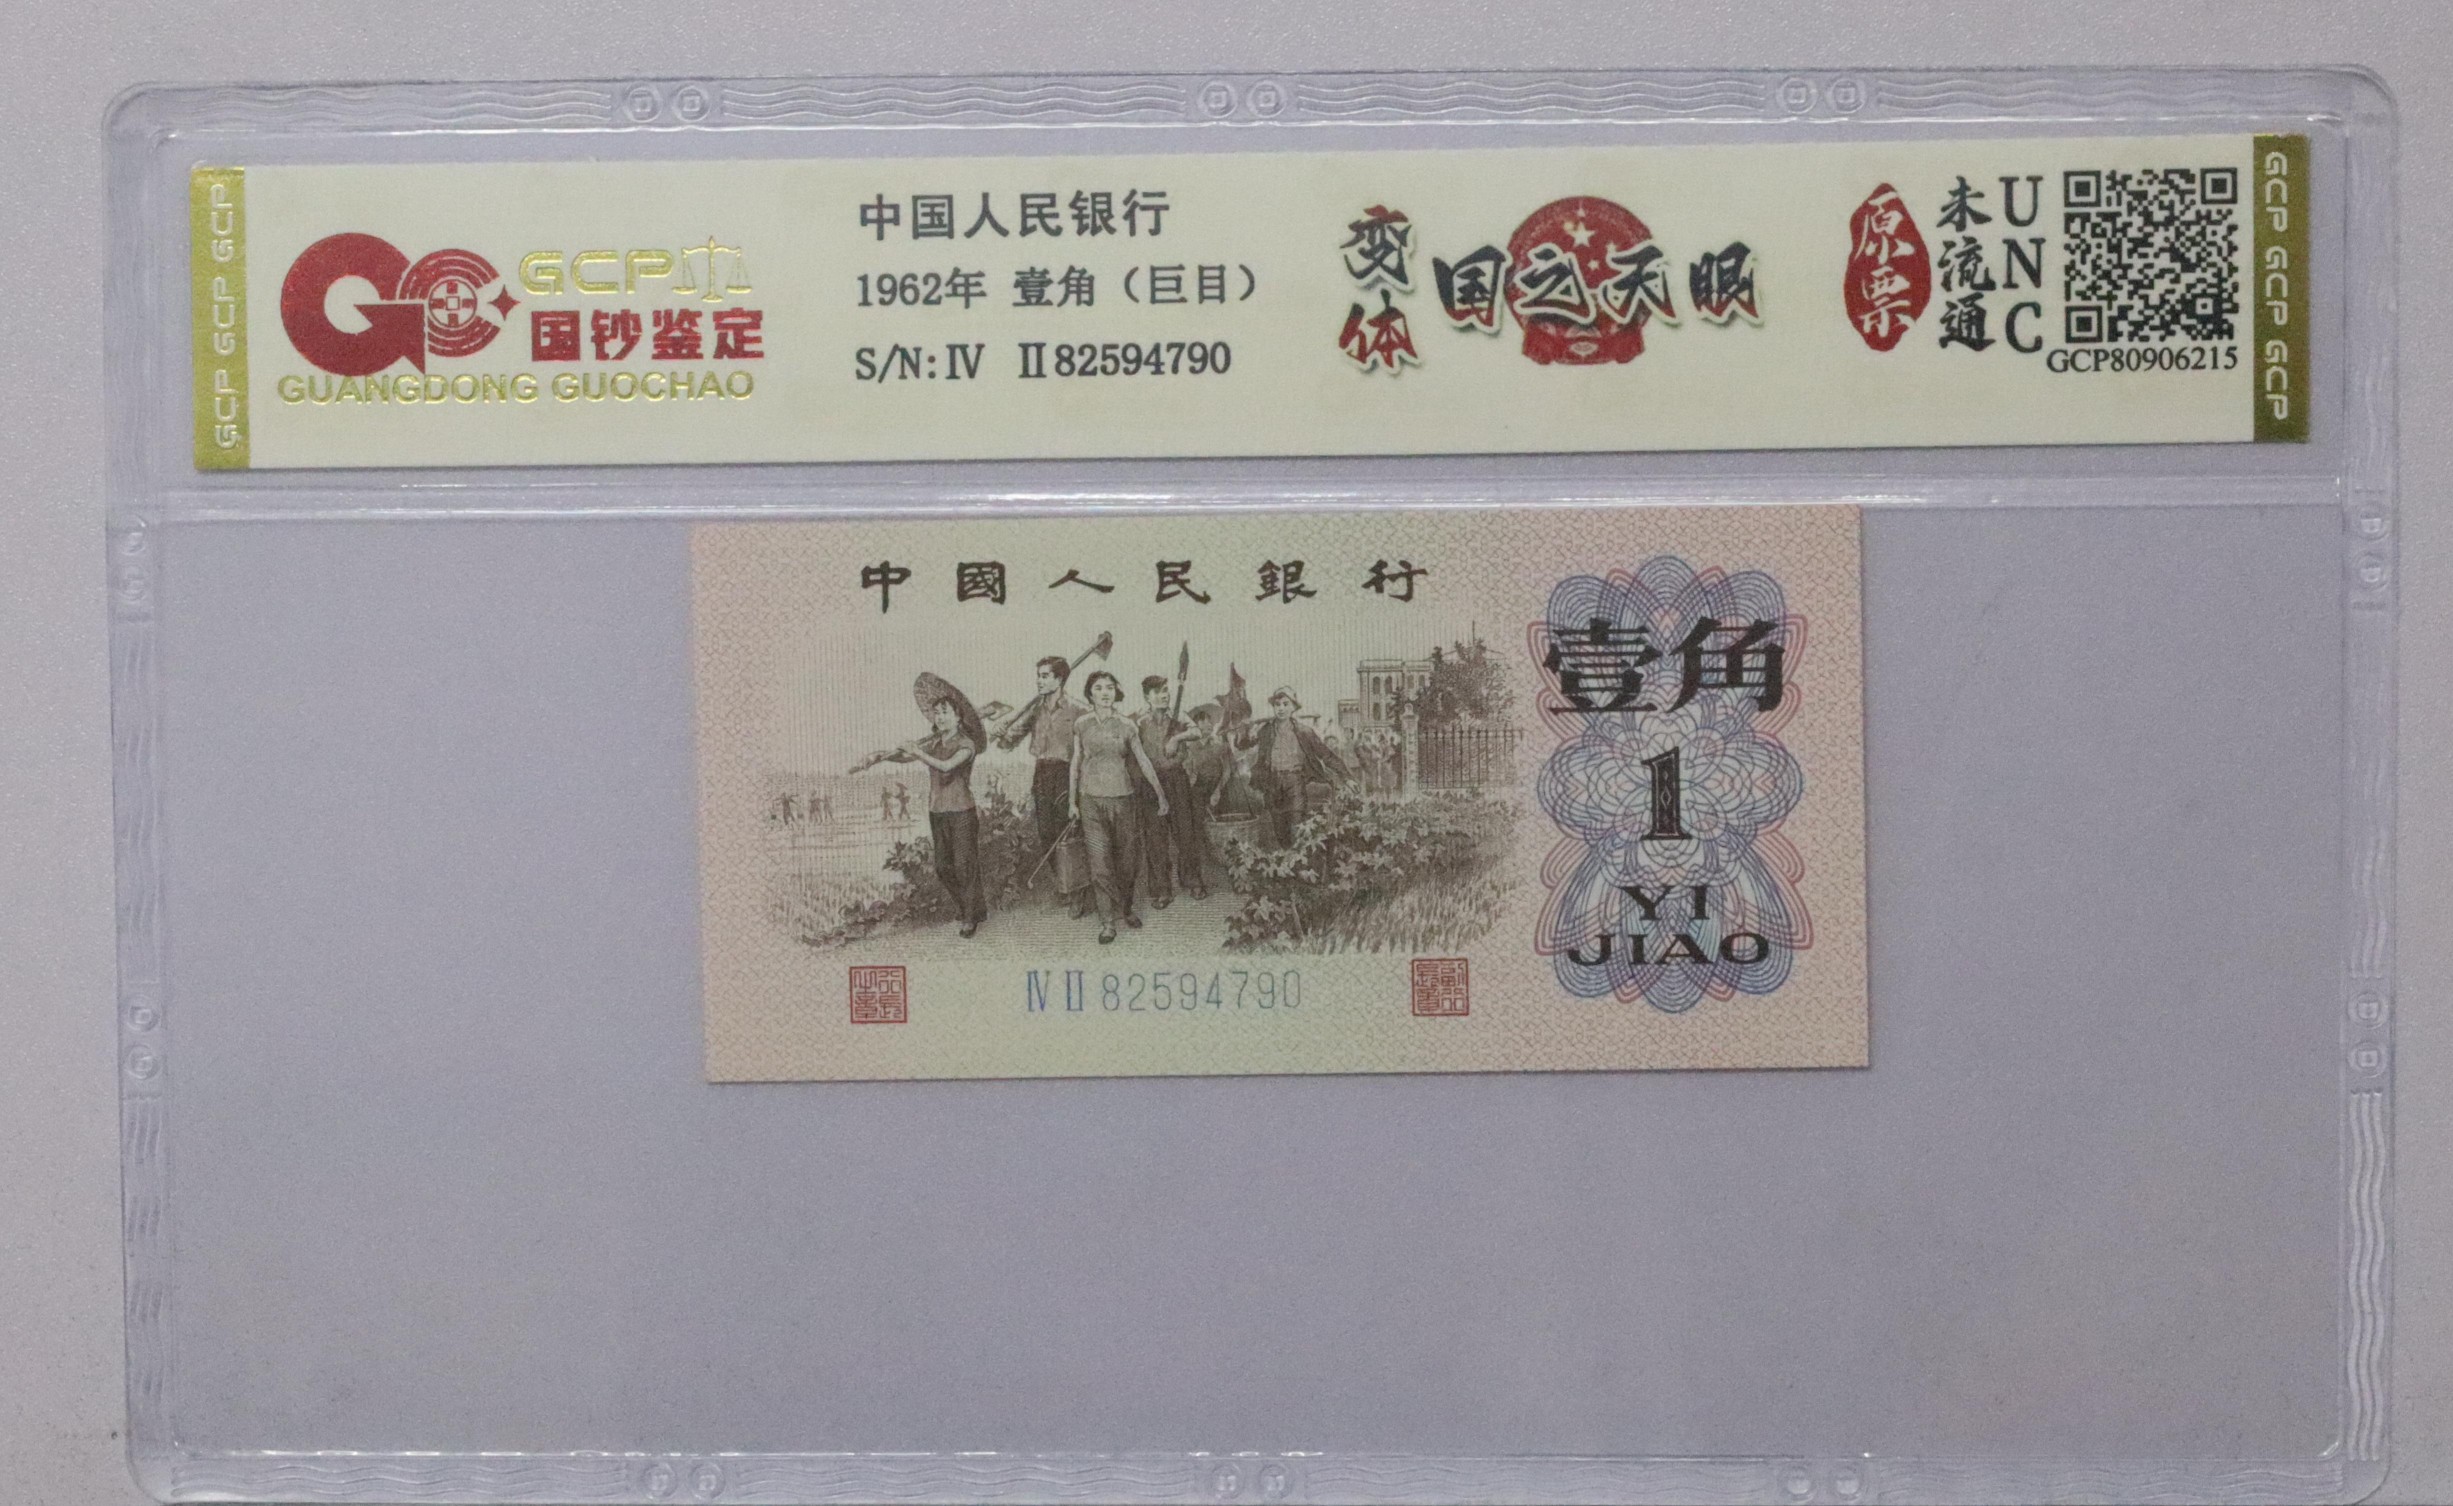 GCP GCP GCP
GCP
国钞鉴定
GUANGDONG GUOCHAO
中国人民银行
1962年 壹角（巨目）
S/N: Ⅳ Ⅱ82594790
变体
国之天眼
原票
未流通
UNC
GCP80906215
GCP GCP GCP
中國人民銀行
壹角
1
YI
JIAO
Ⅳ Ⅱ 82594790